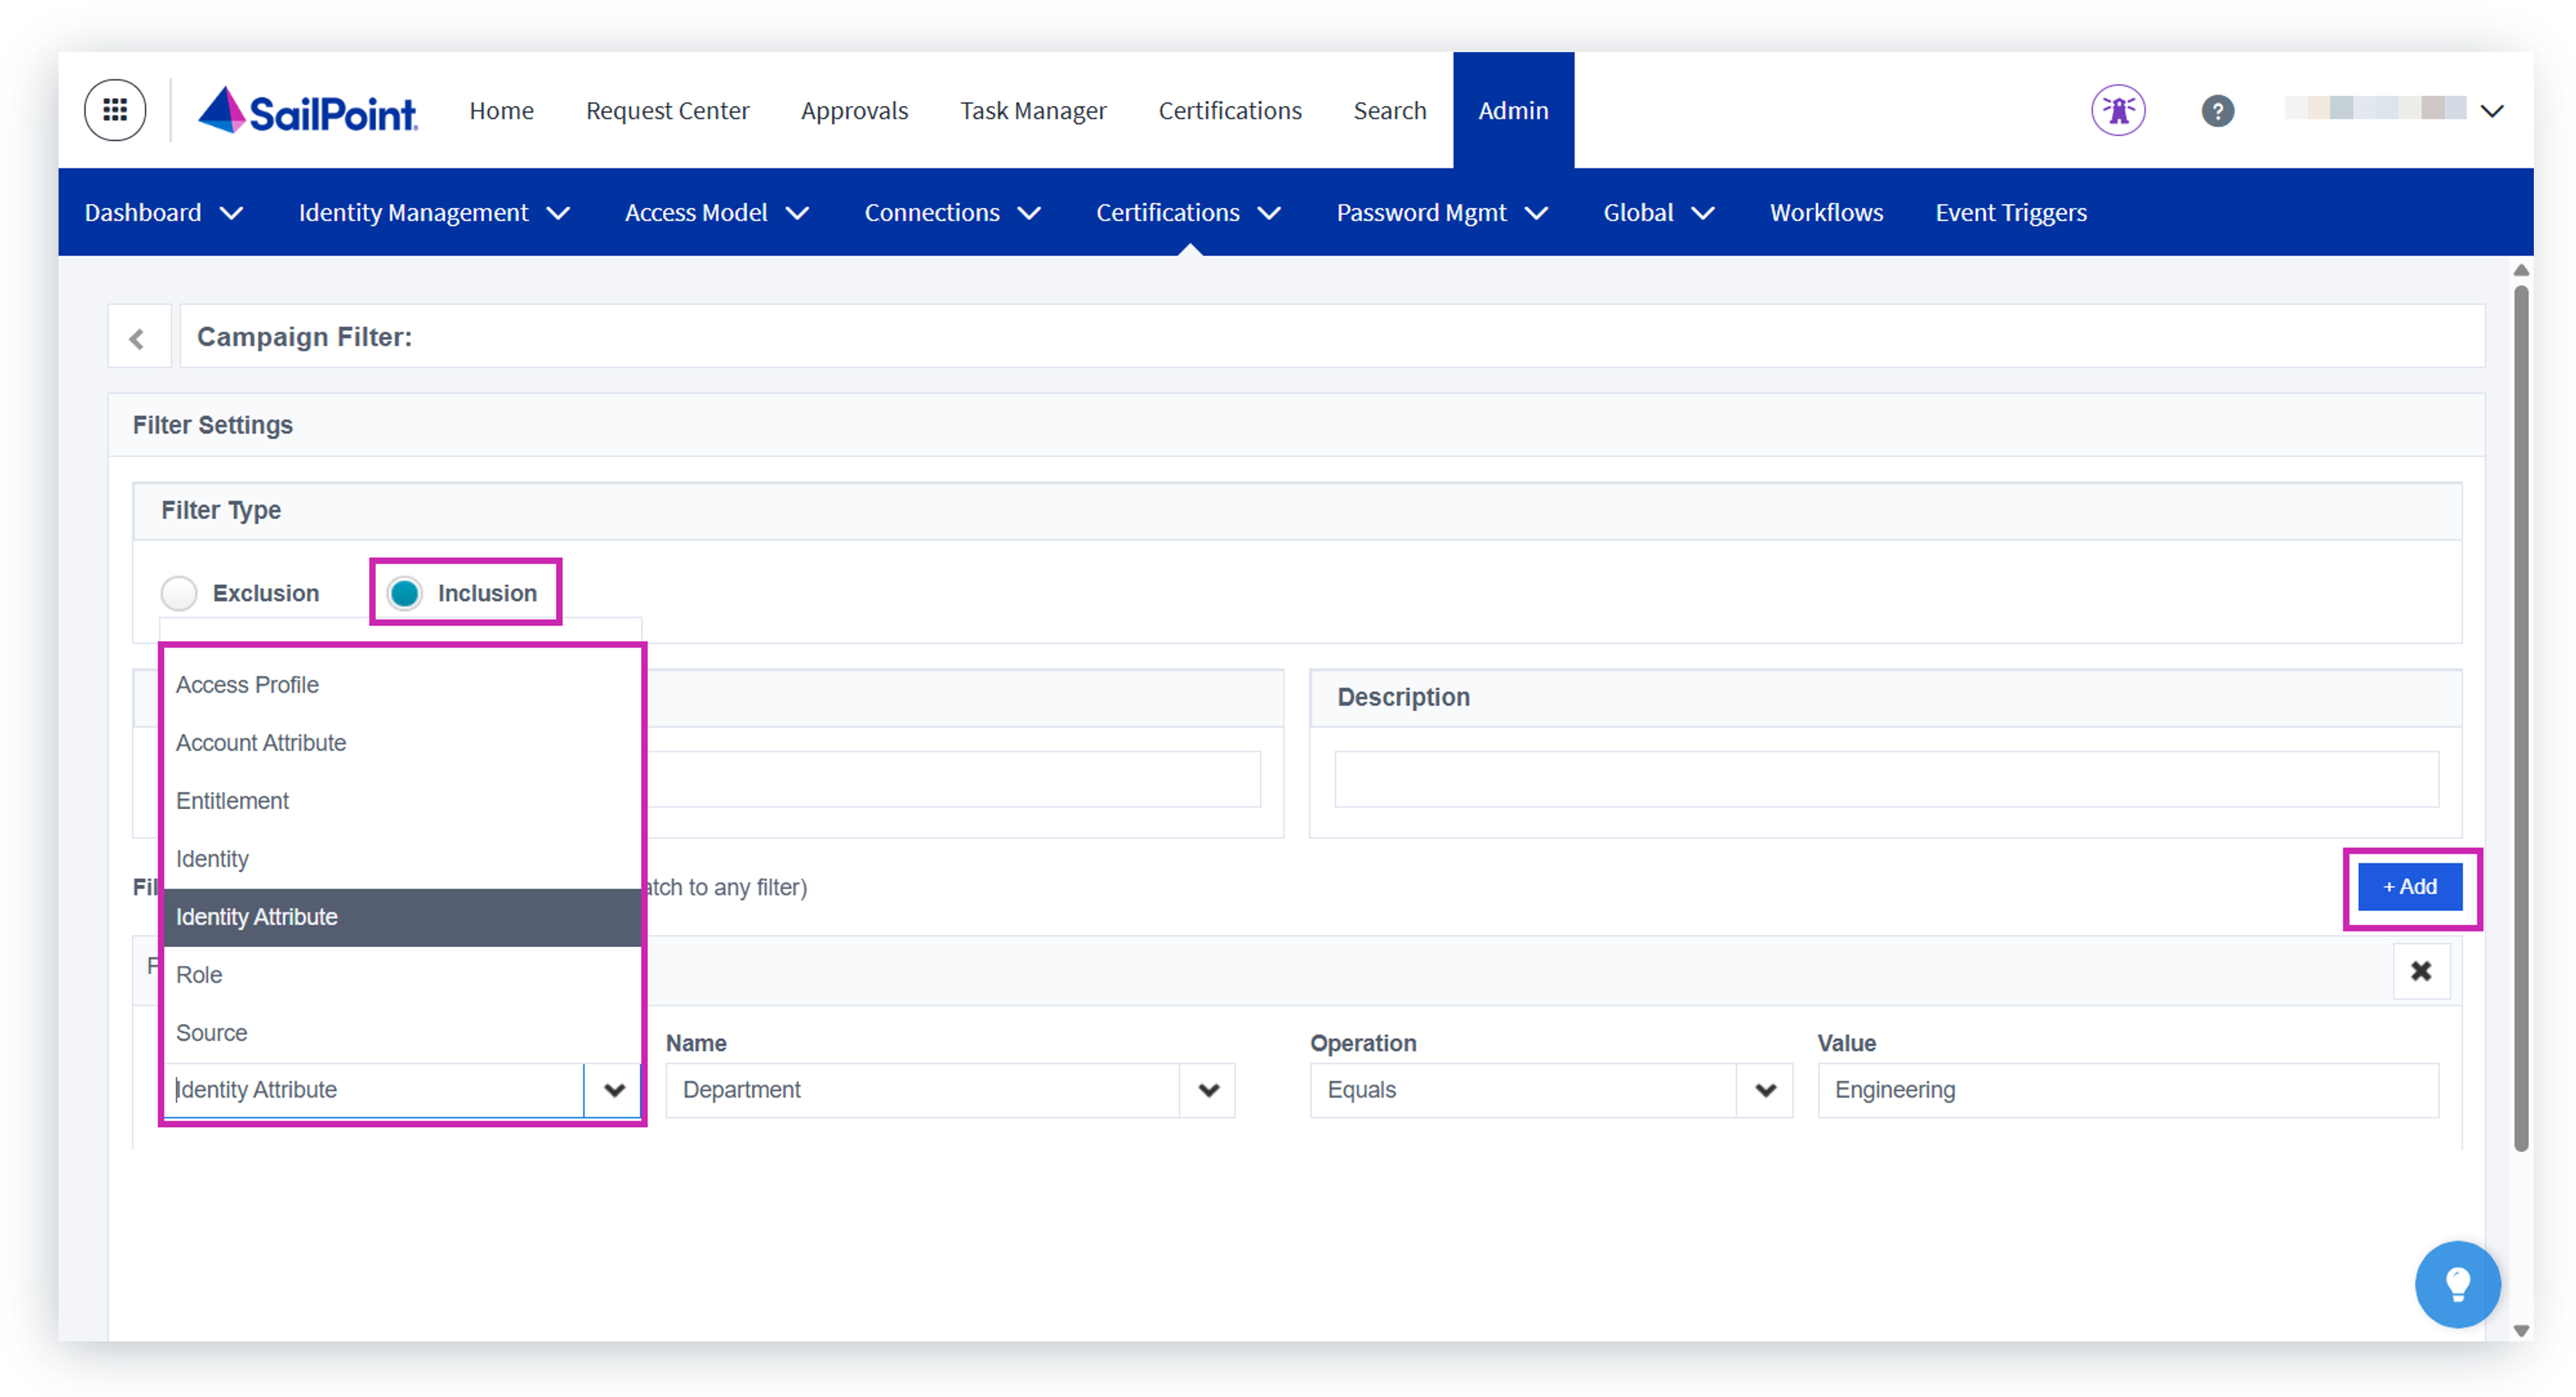 SailPoint.
Home Request Center Approvals Task Manager Certifications Search Admin
?
Dashboard Identity Management Access Model Connections Certifications Password Mgmt Global Workflows Event Triggers
Campaign Filter:
Filter Settings
Filter Type
Exclusion Inclusion
Access Profile
Description
Account Attribute
Entitlement
Identity
Fil atch to any filter)
+ Add
Identity Attribute
F
Role
Source
Name Operation Value
Identity Attribute Department Equals Engineering